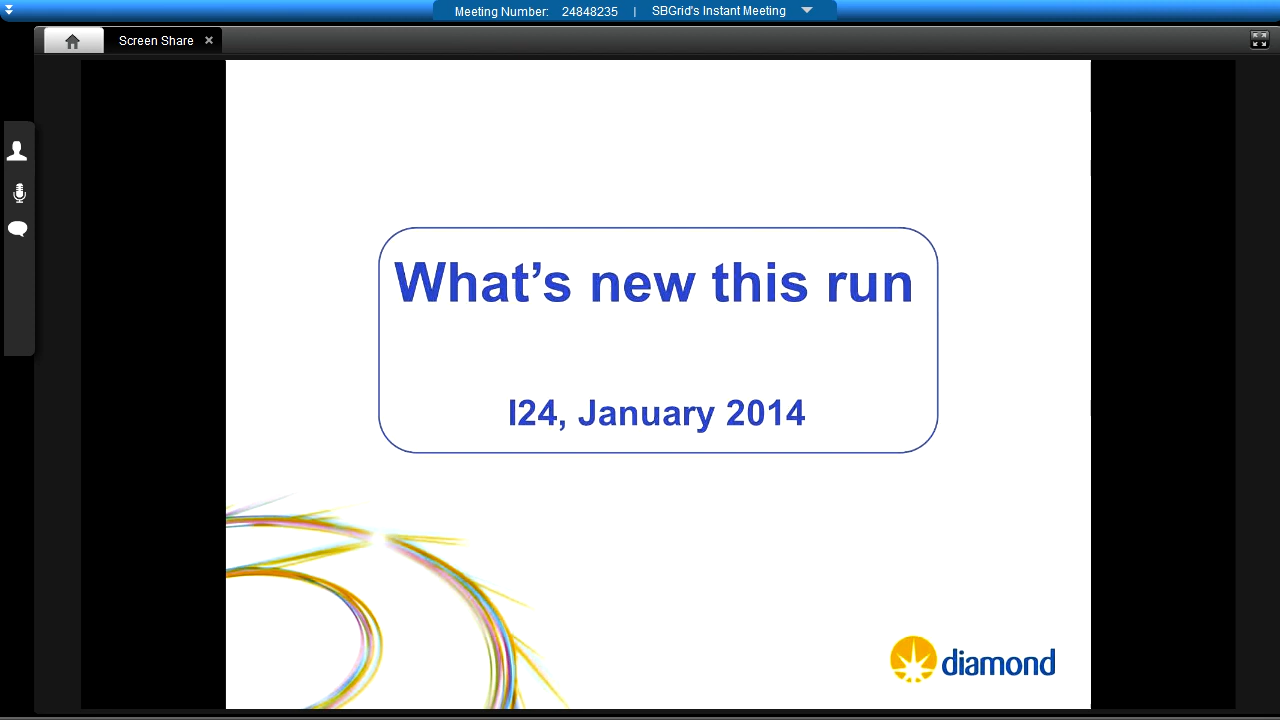 Meeting Number: 24848235 | SBGrid's Instant Meeting
Screen Share
What’s new this run
I24, January 2014
diamond